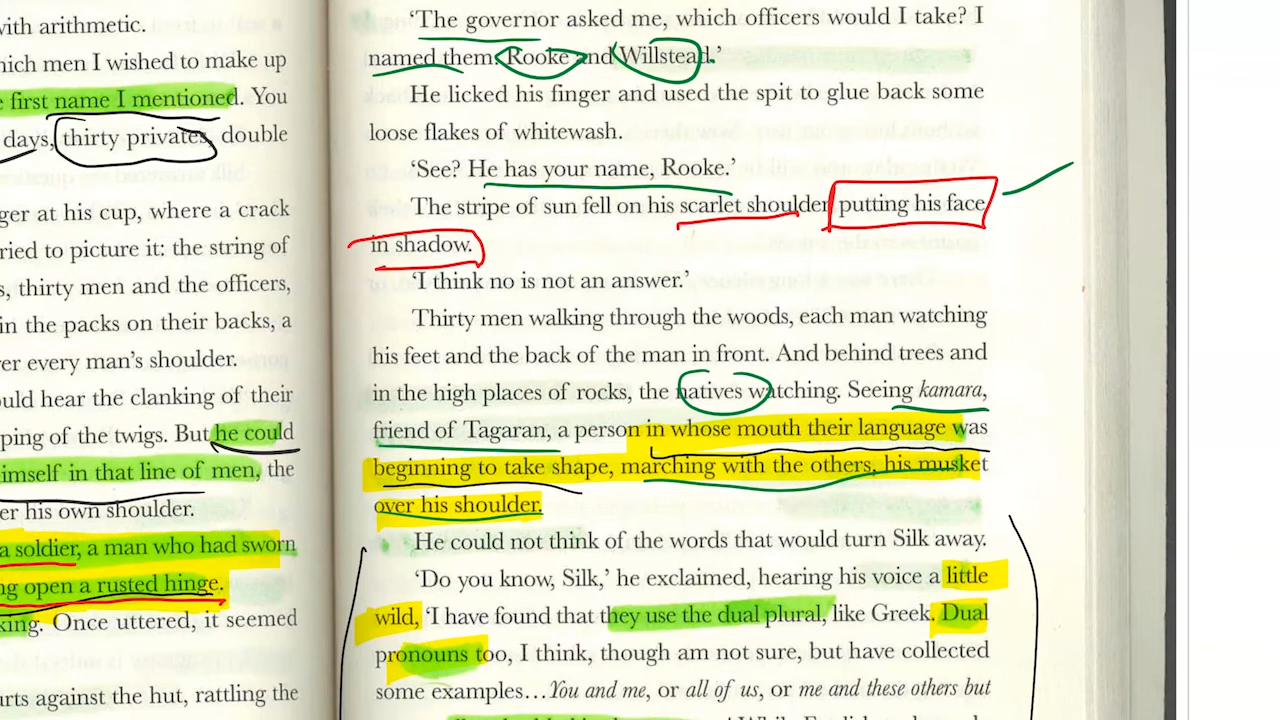 with arithmetic.
which men I wished to make up
first name I mentioned. You
days, thirty privates, double
ger at his cup, where a crack
ried to picture it: the string of
s, thirty men and the officers,
in the packs on their backs, a
er every man's shoulder.
ould hear the clanking of their
ping of the twigs. But he could
imself in that line of men, the
er his own shoulder.
a soldier, a man who had sworn
ng open a rusted hinge.
king. Once uttered, it seemed
urts against the hut, rattling the
‘The governor asked me, which officers would I take? I
named them. Rooke and Willstead.’
He licked his finger and used the spit to glue back some
loose flakes of whitewash.
‘See? He has your name, Rooke.’
The stripe of sun fell on his scarlet shoulder, putting his face
in shadow.
‘I think no is not an answer.’
Thirty men walking through the woods, each man watching
his feet and the back of the man in front. And behind trees and
in the high places of rocks, the natives watching. Seeing kamara,
friend of Tagaran, a person in whose mouth their language was
beginning to take shape, marching with the others, his musket
over his shoulder.
He could not think of the words that would turn Silk away.
‘Do you know, Silk,’ he exclaimed, hearing his voice a little
wild, ‘I have found that they use the dual plural, like Greek. Dual
pronouns too, I think, though am not sure, but have collected
some examples…You and me, or all of us, or me and these others but